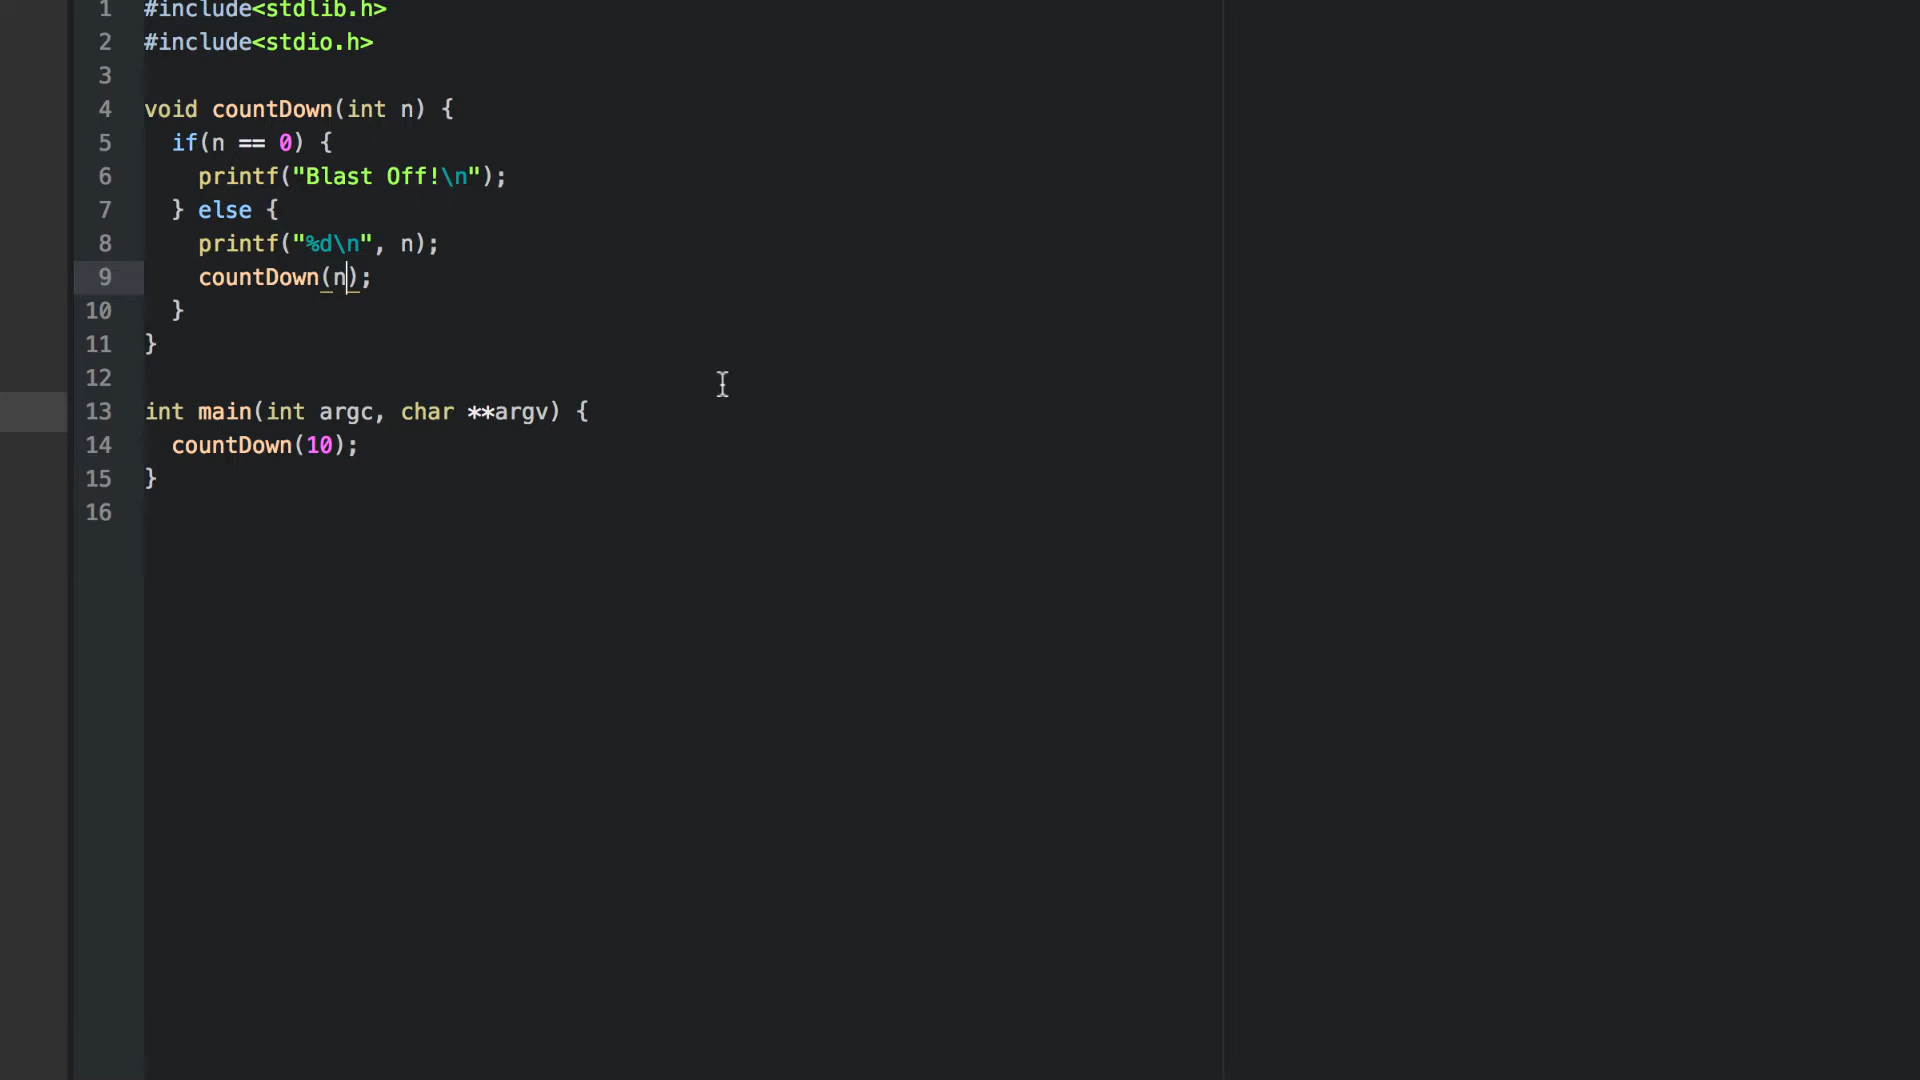 1 #include<stdlib.h>
2 #include<stdio.h>
3
4 void countDown(int n) {
5   if(n == 0) {
6     printf("Blast Off!\n");
7   } else {
8     printf("%d\n", n);
9     countDown(n);
10   }
11 }
12
13 int main(int argc, char **argv) {
14   countDown(10);
15 }
16